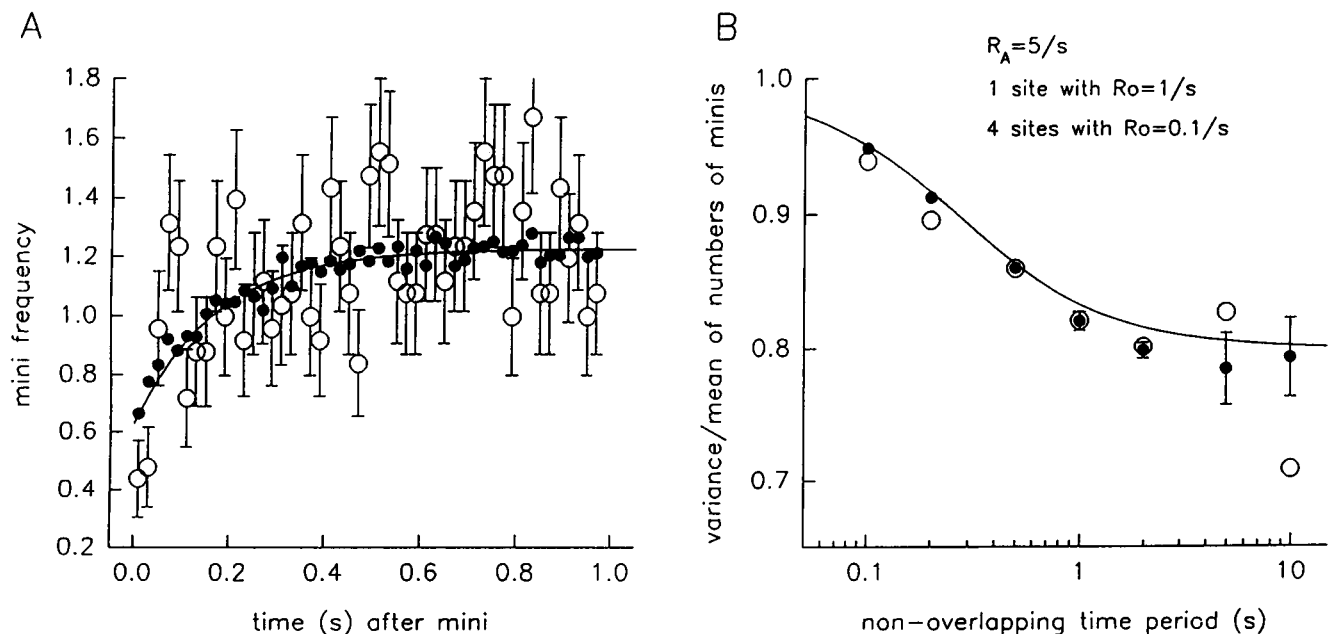 A
mini frequency
1.8
1.6
1.4
1.2
1.0
0.8
0.6
0.4
0.2
0.0
0.2
0.4
0.6
0.8
1.0
time (s) after mini
B
R_A=5/s
1 site with Ro=1/s
4 sites with Ro=0.1/s
variance/mean of numbers of minis
1.0
0.9
0.8
0.7
0.1
1
10
non-overlapping time period (s)